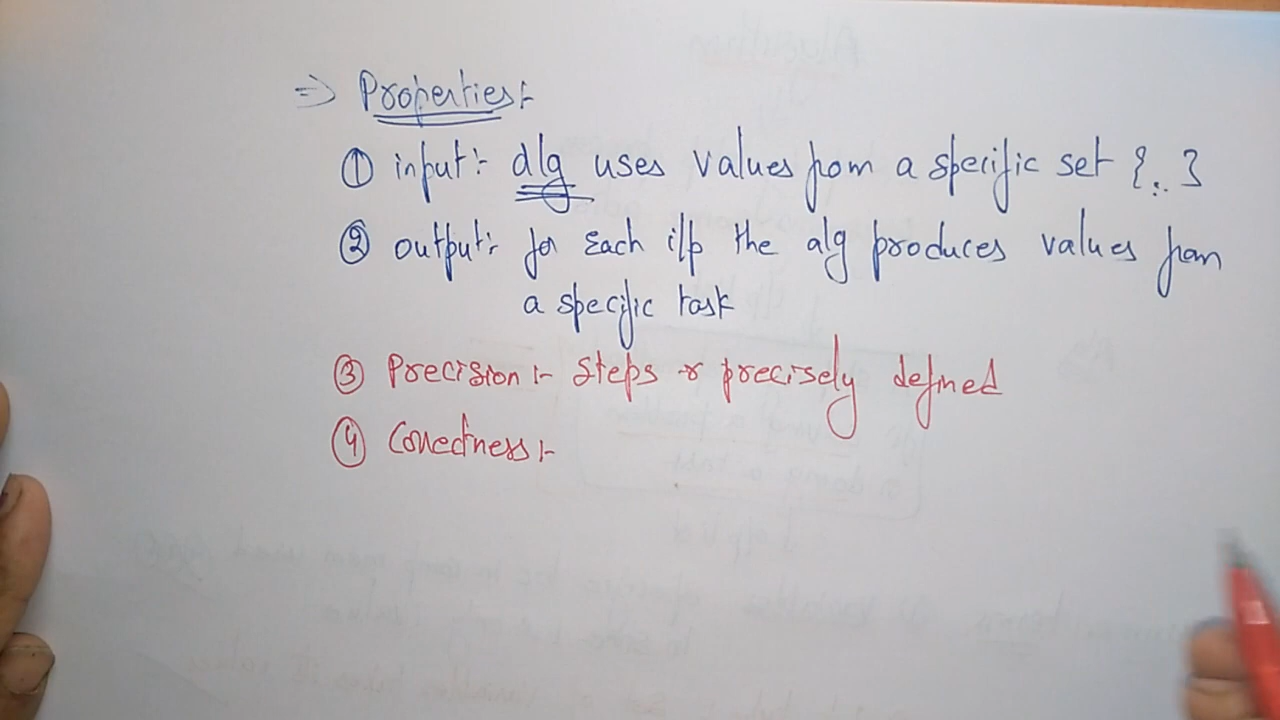 ⇒ Properties:-
① input:- alg uses values from a specific set {..}
② output:- for Each i/p the alg produces values from
a specific task
③ Precision:- Steps r precisely defined
④ Correctness:-